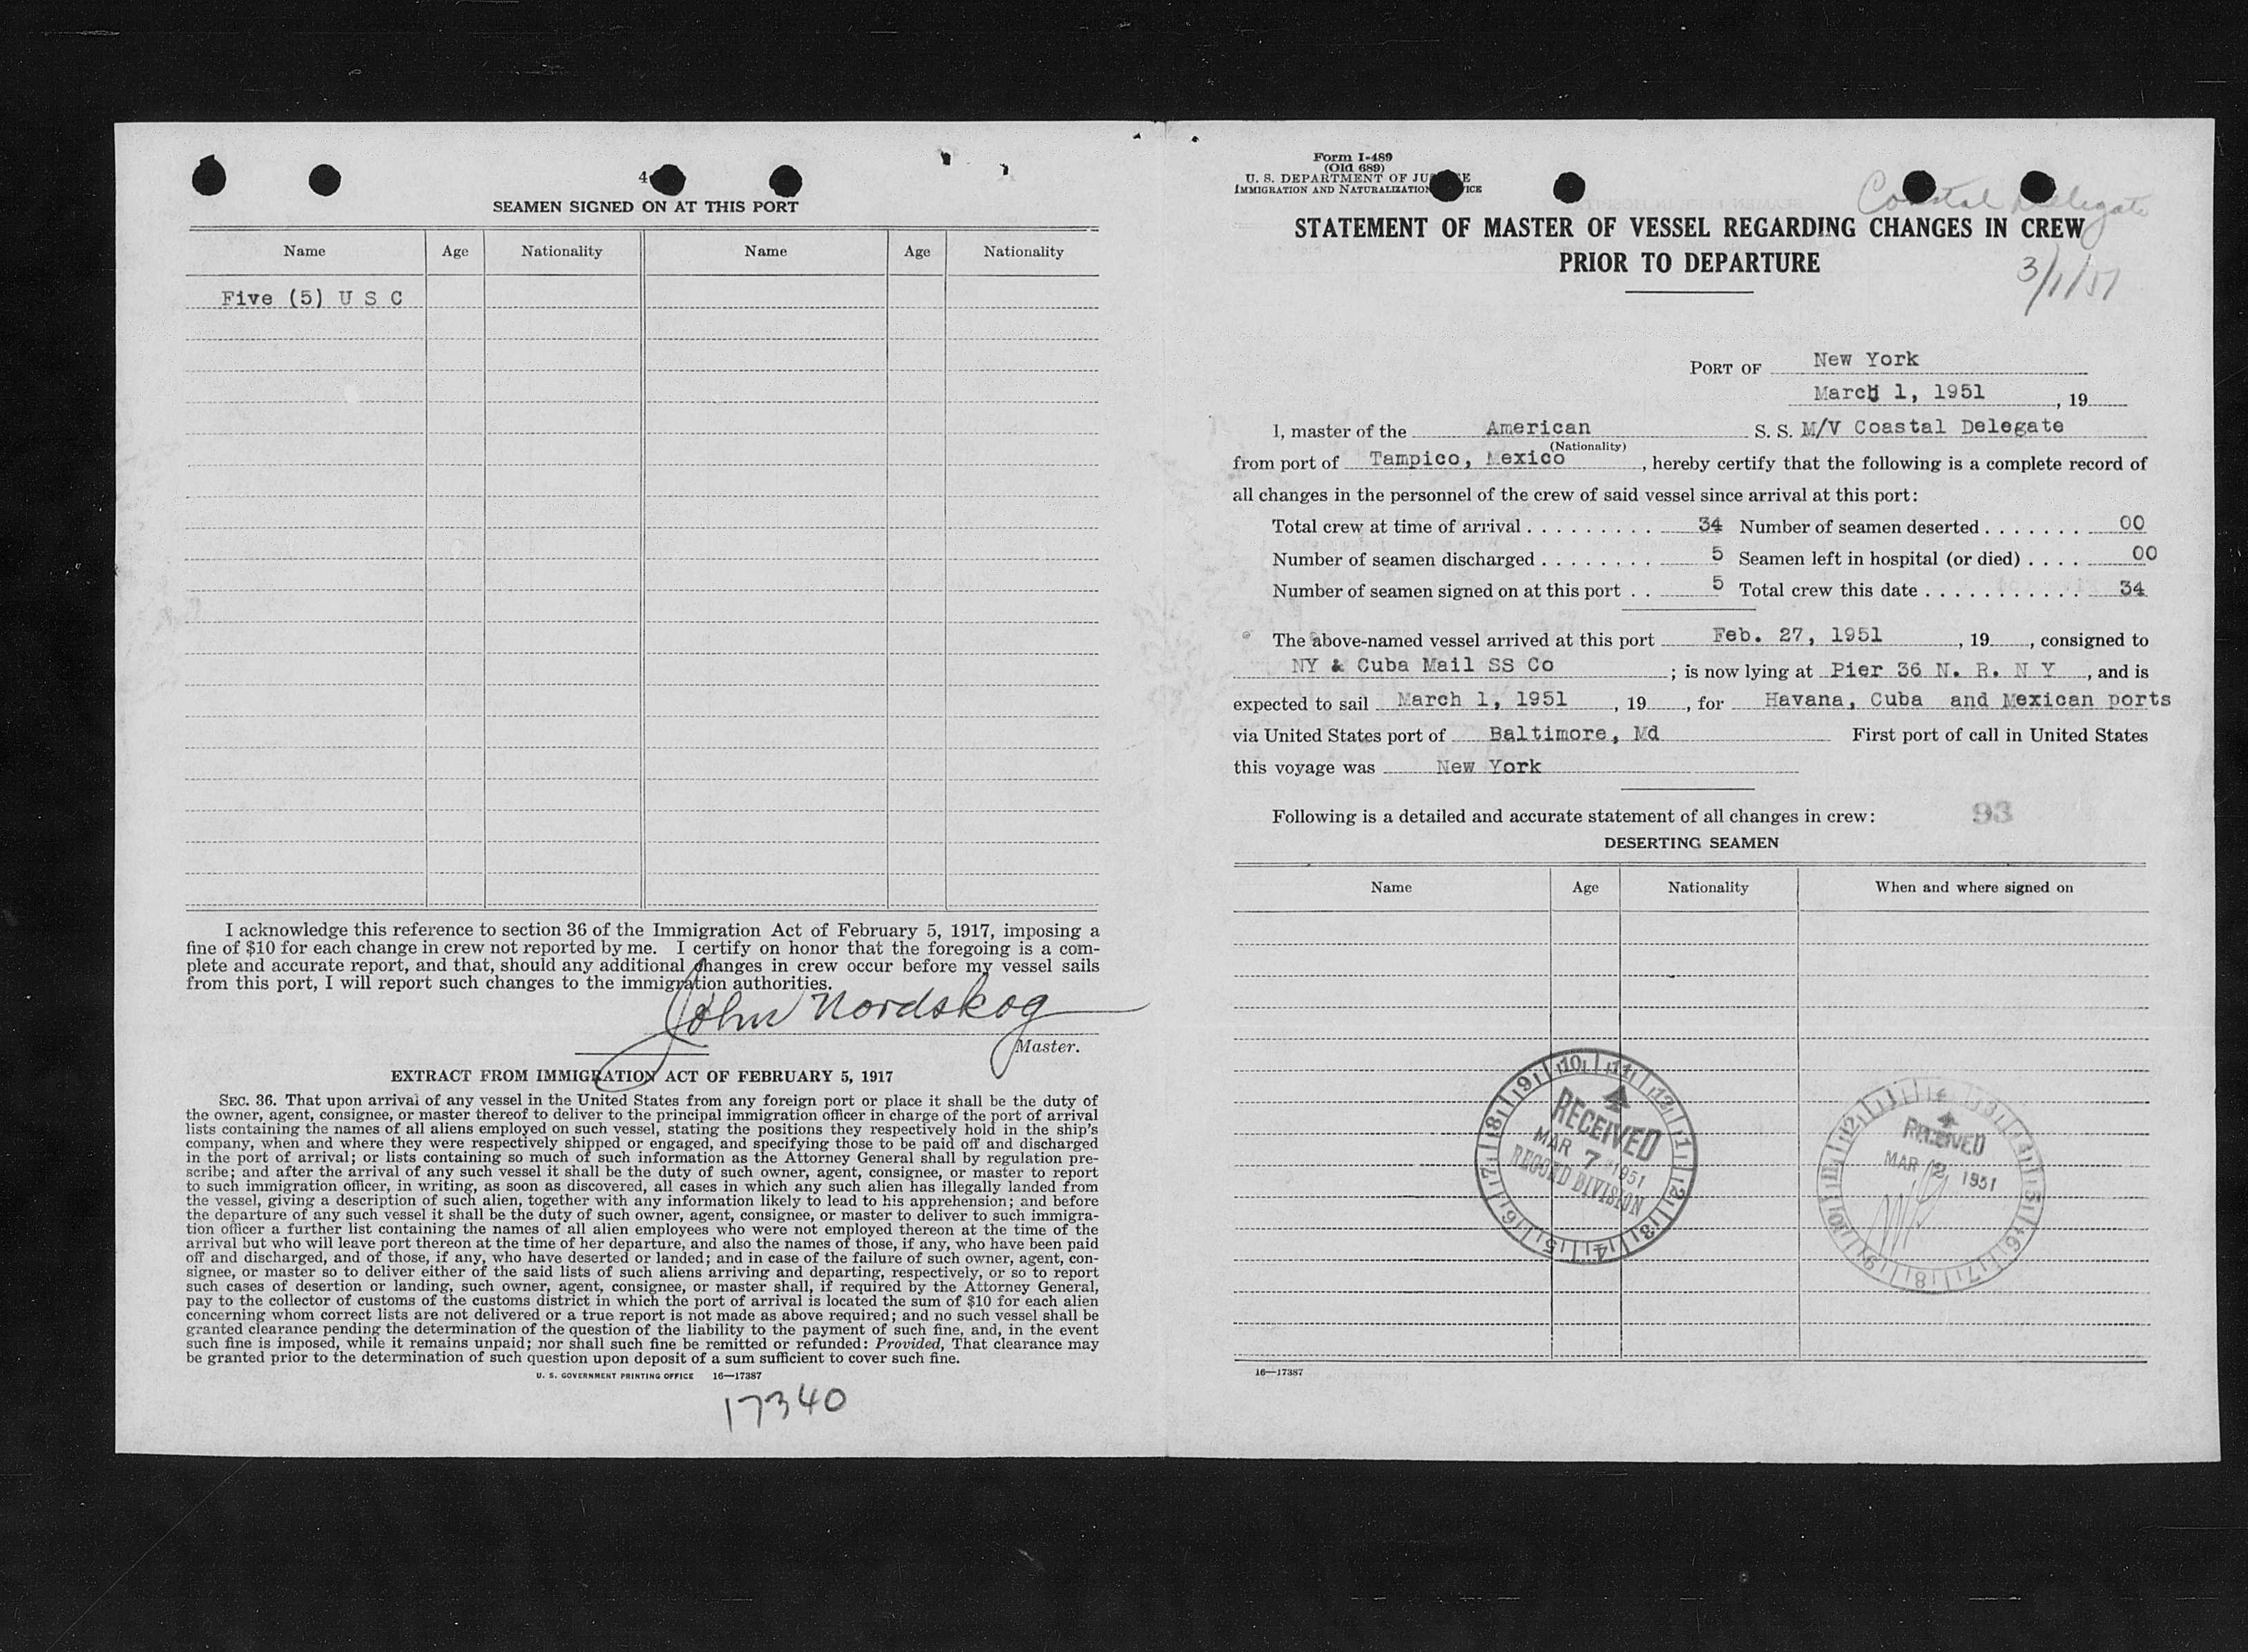 4
SEAMEN SIGNED ON AT THIS PORT
Name Age Nationality Name Age Nationality
Five (5) U S C
I acknowledge this reference to section 36 of the Immigration Act of February 5, 1917, imposing a
fine of $10 for each change in crew not reported by me. I certify on honor that the foregoing is a com-
plete and accurate report, and that, should any additional changes in crew occur before my vessel sails
from this port, I will report such changes to the immigration authorities.
John Nordskog
Master.
EXTRACT FROM IMMIGRATION ACT OF FEBRUARY 5, 1917
SEC. 36. That upon arrival of any vessel in the United States from any foreign port or place it shall be the duty of
the owner, agent, consignee, or master thereof to deliver to the principal immigration officer in charge of the port of arrival
lists containing the names of all aliens employed on such vessel, stating the positions they respectively hold in the ship's
company, when and where they were respectively shipped or engaged, and specifying those to be paid off and discharged
in the port of arrival; or lists containing so much of such information as the Attorney General shall by regulation pre-
scribe; and after the arrival of any such vessel it shall be the duty of such owner, agent, consignee, or master to report
to such immigration officer, in writing, as soon as discovered, all cases in which any such alien has illegally landed from
the vessel, giving a description of such alien, together with any information likely to lead to his apprehension; and before
the departure of any such vessel it shall be the duty of such owner, agent, consignee, or master to deliver to such immigra-
tion officer a further list containing the names of all alien employees who were not employed thereon at the time of the
arrival but who will leave port thereon at the time of her departure, and also the names of those, if any, who have been paid
off and discharged, and of those, if any, who have deserted or landed; and in case of the failure of such owner, agent, con-
signee, or master so to deliver either of the said lists of such aliens arriving and departing, respectively, or so to report
such cases of desertion or landing, such owner, agent, consignee, or master shall, if required by the Attorney General,
pay to the collector of customs of the customs district in which the port of arrival is located the sum of $10 for each alien
concerning whom correct lists are not delivered or a true report is not made as above required; and no such vessel shall be
granted clearance pending the determination of the question of the liability to the payment of such fine, and, in the event
such fine is imposed, while it remains unpaid; nor shall such fine be remitted or refunded: Provided, That clearance may
be granted prior to the determination of such question upon deposit of a sum sufficient to cover such fine.
U. S. GOVERNMENT PRINTING OFFICE 16—17387
17340
Form I-489
(Old 689)
U. S. DEPARTMENT OF
IMMIGRATION AND NATURALIZATION
Coastal Delegate
STATEMENT OF MASTER OF VESSEL REGARDING CHANGES IN CREW
PRIOR TO DEPARTURE
3/1/51
PORT OF New York
March 1, 1951, 19
I, master of the American S. S. M/V Coastal Delegate
(Nationality)
from port of Tampico, Mexico, hereby certify that the following is a complete record of
all changes in the personnel of the crew of said vessel since arrival at this port:
Total crew at time of arrival . . . . . . . . . 34 Number of seamen deserted . . . . . . . 00
Number of seamen discharged . . . . . . . . 5 Seamen left in hospital (or died) . . . . 00
Number of seamen signed on at this port . . 5 Total crew this date . . . . . . . . . . . . 34
The above-named vessel arrived at this port Feb. 27, 1951, 19, consigned to
NY & Cuba Mail SS Co; is now lying at Pier 36 N. R. N Y, and is
expected to sail March 1, 1951, 19, for Havana, Cuba and Mexican ports
via United States port of Baltimore, Md First port of call in United States
this voyage was New York
Following is a detailed and accurate statement of all changes in crew: 93
DESERTING SEAMEN
Name Age Nationality When and where signed on
RECEIVED
MAR 7 1951
RECORD DIVISION
RECEIVED
MAR 2 1951
16—17387